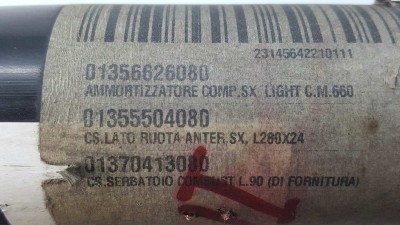 23145642210111
01356626080
AMMORTIZZATORE COMP.SX LIGHT C.M.660
01355504080
CS.LATO RUOTA ANTER.SX. L280X24
01370413080
CS.SERBATOIO COMBUST L.90 (DI FORNITURA)